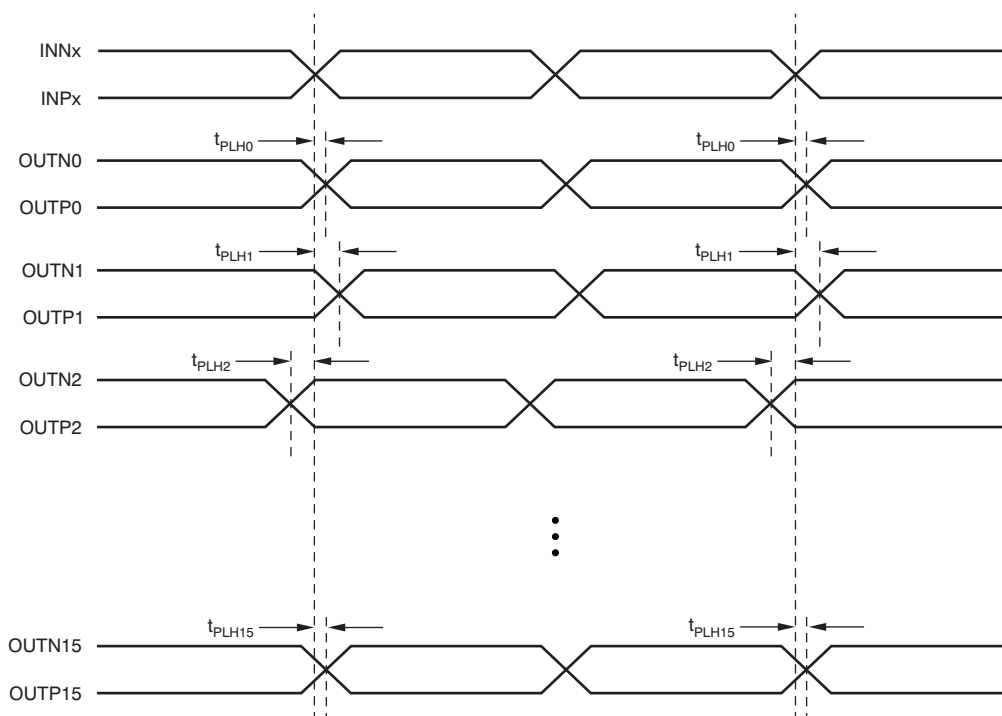 INNx
INPx
tPLH0 tPLH0
OUTN0
OUTP0
tPLH1 tPLH1
OUTN1
OUTP1
tPLH2 tPLH2
OUTN2
OUTP2
tPLH15 tPLH15
OUTN15
OUTP15